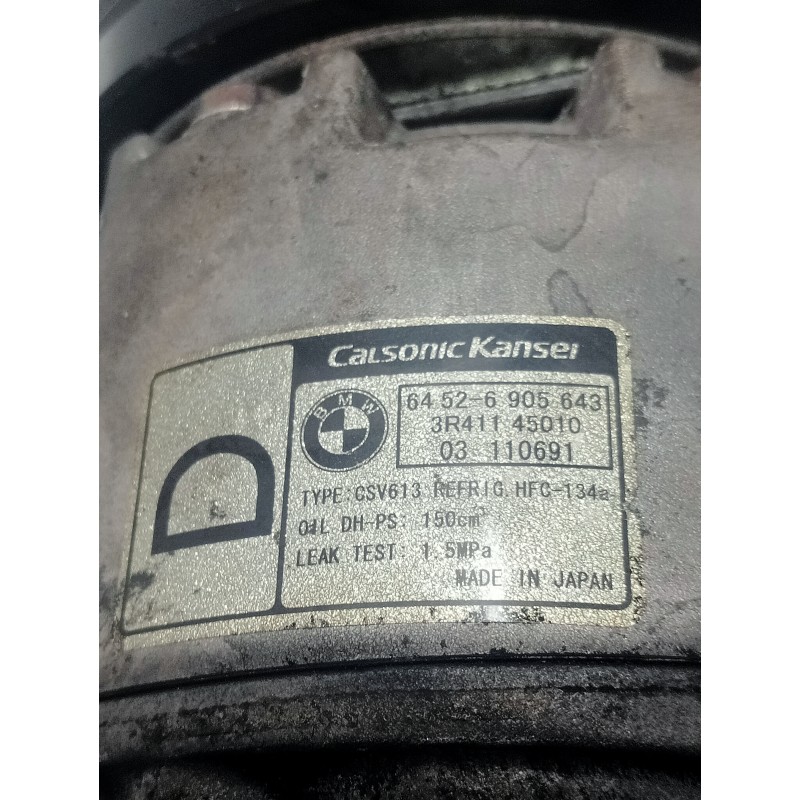 Calsonic Kansei
D
BMW
64 52-6 905 643
3R411 45010
03 110691
TYPE:CSV613 REFRIG.HFC-134a
OIL DH-PS: 150cm³
LEAK TEST: 1.5MPa
MADE IN JAPAN